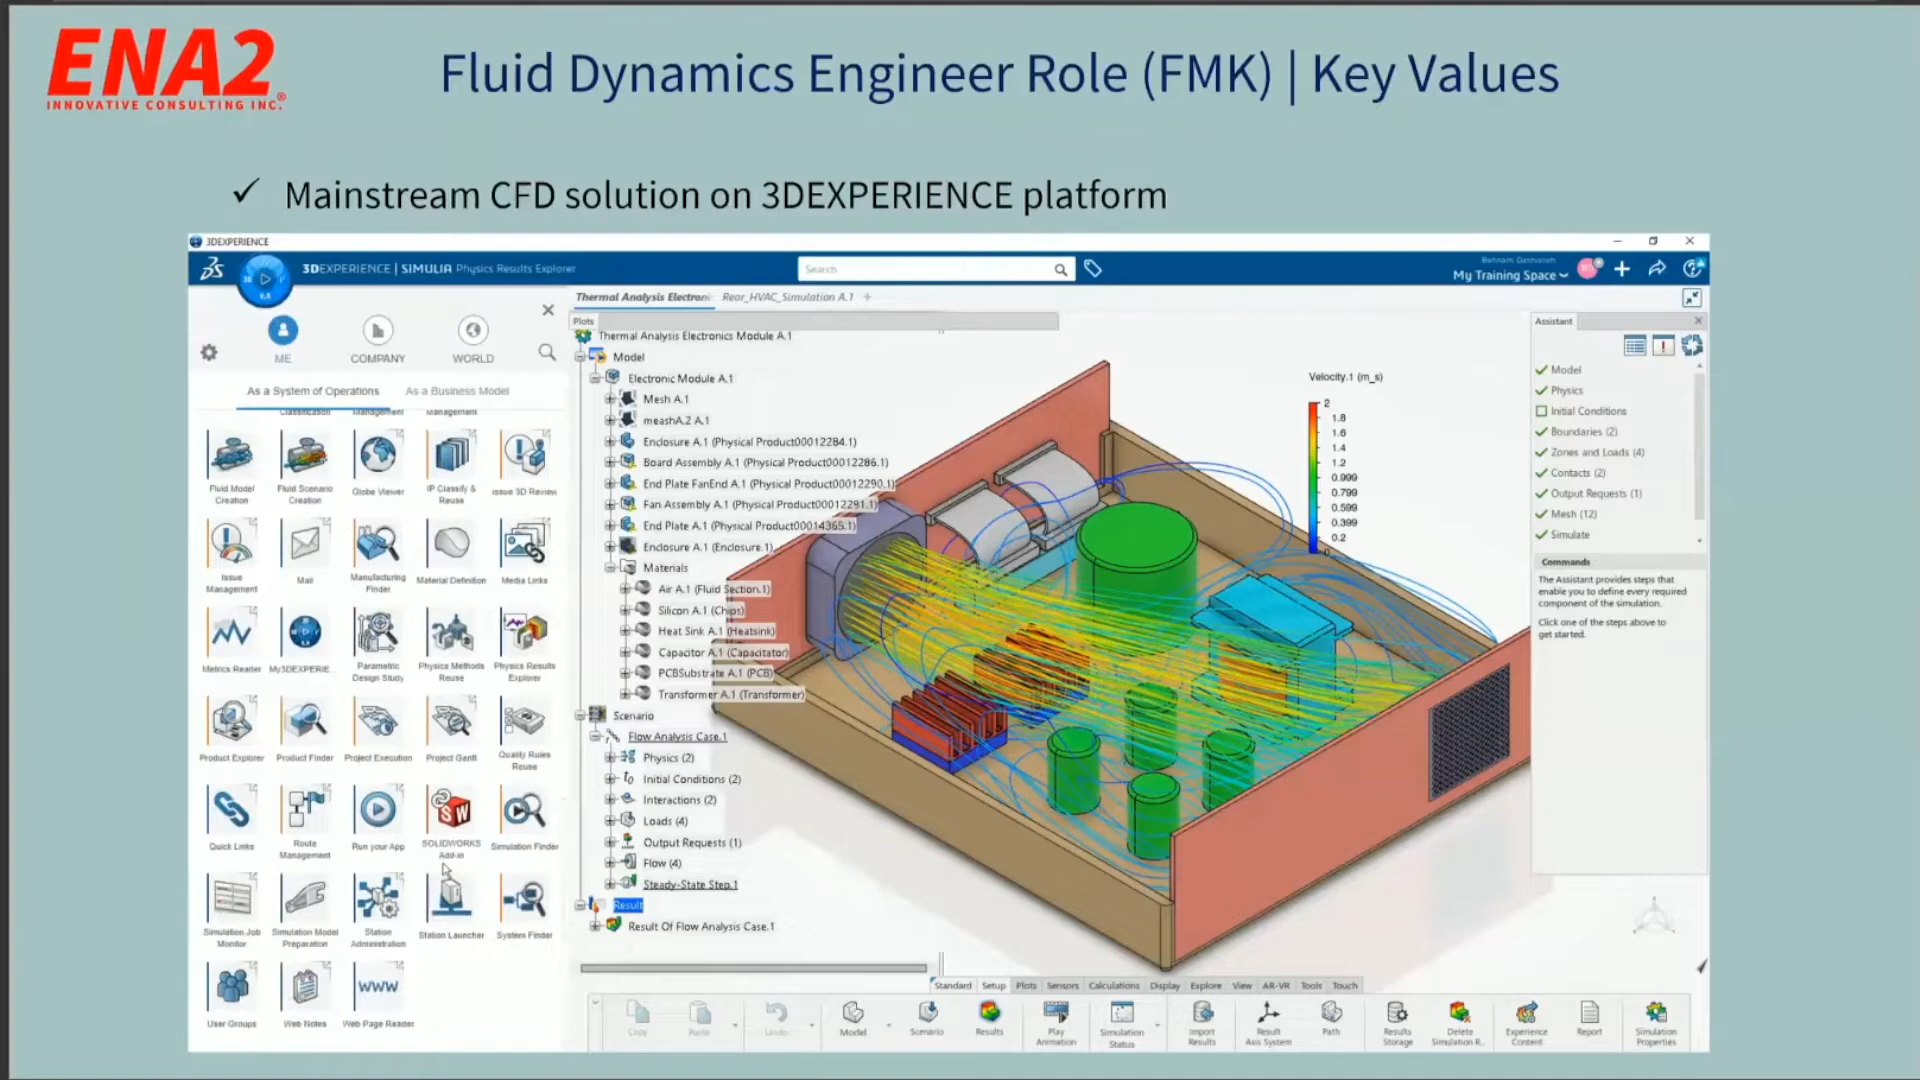 ENA2
INNOVATIVE CONSULTING INC.®
Fluid Dynamics Engineer Role (FMK) | Key Values
✓ Mainstream CFD solution on 3DEXPERIENCE platform
3DEXPERIENCE
3DEXPERIENCE | SIMULIA Physics Results Explorer
Search
My Training Space
V.R
ME
COMPANY
WORLD
As a System of Operations
As a Business Model
Classification
Management
Management
Fluid Model Creation
Fluid Scenario Creation
Globe Viewer
IP Classify & Reuse
Issue 3D Review
Issue Management
Mail
Manufacturing Finder
Material Definition
Media Links
Metrics Reader
My3DEXPERIE...
Parametric Design Study
Physics Methods Reuse
Physics Results Explorer
Product Explorer
Product Finder
Project Execution
Project Gantt
Quality Rules Reuse
Quick Links
Route Management
Run your App
SOLIDWORKS Add-in
Simulation Finder
Simulation Job Monitor
Simulation Model Preparation
Station Administration
Station Launcher
System Finder
User Groups
Web Notes
WWW
Web Page Reader
Thermal Analysis Electroni
Rear_HVAC_Simulation A.1
Plots
Thermal Analysis Electronics Module A.1
Model
Electronic Module A.1
Mesh A.1
meashA.2 A.1
Enclosure A.1 (Physical Product00012284.1)
Board Assembly A.1 (Physical Product00012286.1)
End Plate FanEnd A.1 (Physical Product00012290.1)
Fan Assembly A.1 (Physical Product00012291.1)
End Plate A.1 (Physical Product00014365.1)
Enclosure A.1 (Enclosure.1)
Materials
Air A.1 (Fluid Section.1)
Silicon A.1 (Chips)
Heat Sink A.1 (Heatsink)
Capacitor A.1 (Capacitator)
PCBSubstrate A.1 (PCB)
Transformer A.1 (Transformer)
Scenario
Flow Analysis Case.1
Physics (2)
Initial Conditions (2)
Interactions (2)
Loads (4)
Output Requests (1)
Flow (4)
Steady-State Step.1
Result
Result Of Flow Analysis Case.1
Velocity.1 (m_s)
2
1.8
1.6
1.4
1.2
0.999
0.799
0.599
0.399
0.2
0
Assistant
Model
Physics
Initial Conditions
Boundaries (2)
Zones and Loads (4)
Contacts (2)
Output Requests (1)
Mesh (12)
Simulate
Commands
The Assistant provides steps that
enable you to define every required
component of the simulation.
Click one of the steps above to
get started.
Standard
Setup
Plots
Sensors
Calculations
Display
Explore
View
AR-VR
Tools
Touch
Copy
Paste
Undo
Model
Scenario
Results
Play Animation
Simulation Status
Import Results
Result Axis System
Path
Results Storage
Delete Simulation R...
Experience Content
Report
Simulation Properties